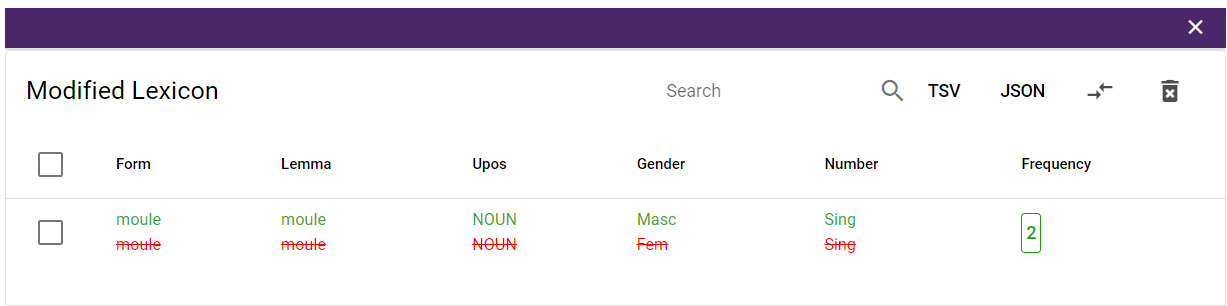 Modified Lexicon Search TSV JSON
Form Lemma Upos Gender Number Frequency
moule moule NOUN Masc Sing
moule moule NOUN Fem Sing
2